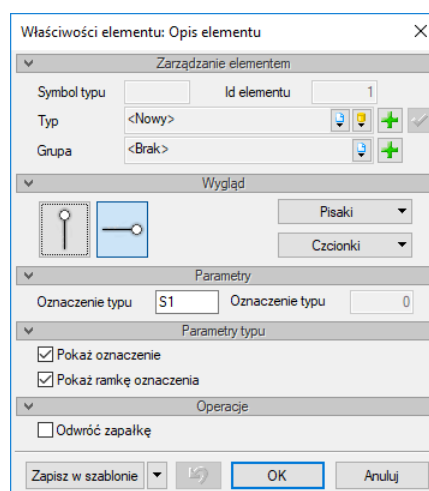 Właściwości elementu: Opis elementu
Zarządzanie elementem
Symbol typu Id elementu 1
Typ <Nowy>
Grupa <Brak>
Wygląd
Pisaki
Czcionki
Parametry
Oznaczenie typu S1 Oznaczenie typu 0
Parametry typu
Pokaż oznaczenie
Pokaż ramkę oznaczenia
Operacje
Odwróć zapałkę
Zapisz w szablonie OK Anuluj